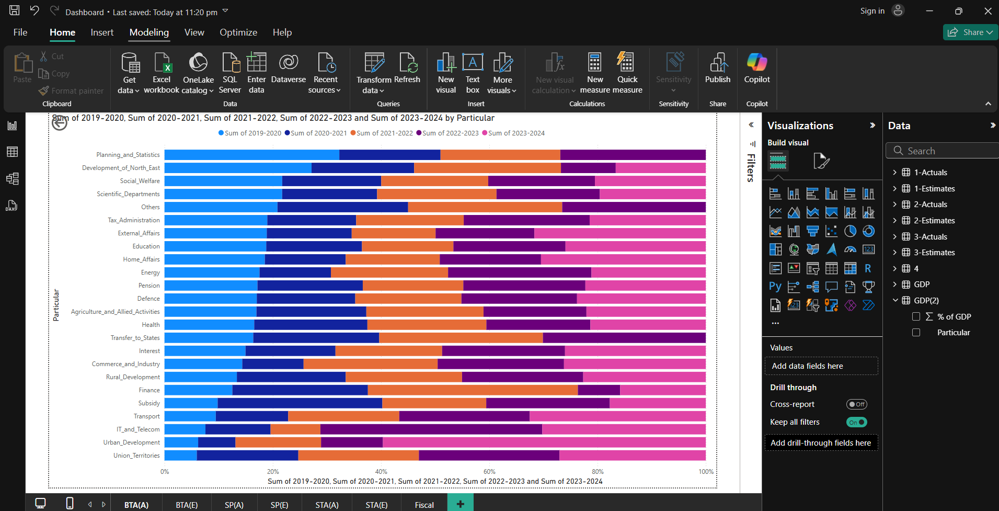 Dashboard • Last saved: Today at 11:20 pm
Sign in
File Home Insert Modeling View Optimize Help
Share
Paste
Cut
Copy
Format painter
Clipboard
Get data
Excel workbook
OneLake catalog
SQL Server
Enter data
Dataverse
Recent sources
Data
Transform data
Refresh
Queries
New visual
A
Text box
More visuals
Insert
New visual calculation
New measure
Quick measure
Calculations
Sensitivity
Sensitivity
Publish
Share
Copilot
Copilot
Sum of 2019-2020, Sum of 2020-2021, Sum of 2021-2022, Sum of 2022-2023 and Sum of 2023-2024 by Particular
Sum of 2019-2020 Sum of 2020-2021 Sum of 2021-2022 Sum of 2022-2023 Sum of 2023-2024
Particular
Planning_and_Statistics
Development_of_North_East
Social_Welfare
Scientific_Departments
Others
Tax_Administration
External_Affairs
Education
Home_Affairs
Energy
Pension
Defence
Agriculture_and_Allied_Activities
Health
Transfer_to_States
Interest
Commerce_and_Industry
Rural_Development
Finance
Subsidy
Transport
IT_and_Telecom
Urban_Development
Union_Territories
0% 20% 40% 60% 80% 100%
Sum of 2019-2020, Sum of 2020-2021, Sum of 2021-2022, Sum of 2022-2023 and Sum of 2023-2024
BTA(A) BTA(E) SP(A) SP(E) STA(A) STA(E) Fiscal
DAX
Filters
Visualizations
Build visual
123
R
Py
123
Values
Add data fields here
Drill through
Cross-report
Off
Keep all filters
On
Add drill-through fields here
Data
Search
1-Actuals
1-Estimates
2-Actuals
2-Estimates
3-Actuals
3-Estimates
4
GDP
GDP(2)
∑ % of GDP
Particular